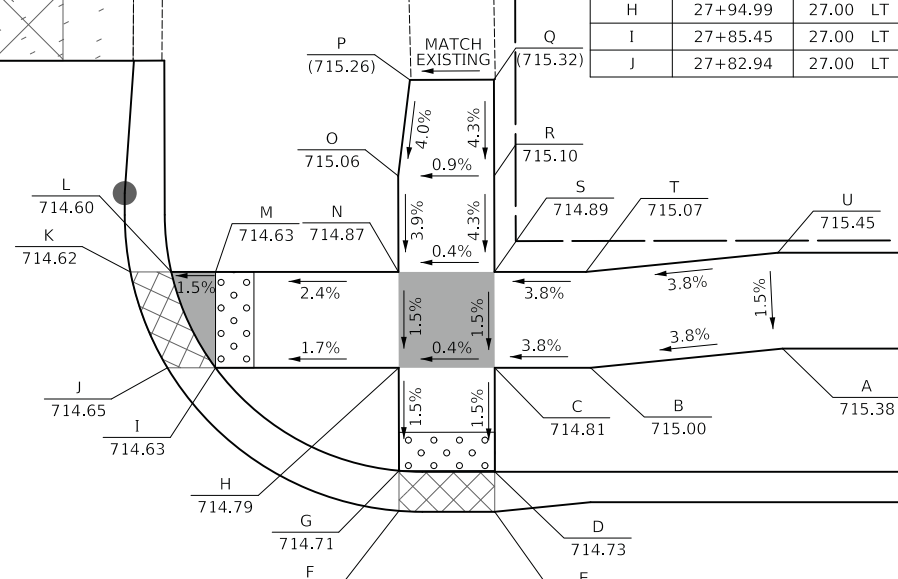 H 27+94.99 27.00 LT
I 27+85.45 27.00 LT
J 27+82.94 27.00 LT
P
(715.26)
MATCH
EXISTING
Q
(715.32)
4.0%
4.3%
O
715.06
0.9%
R
715.10
L
714.60
M
714.63
N
714.87
3.9%
4.3%
S
714.89
T
715.07
U
715.45
K
714.62
0.4%
1.5%
2.4%
3.8%
3.8%
1.5%
1.5%
1.5%
1.7%
0.4%
3.8%
3.8%
J
714.65
I
714.63
1.5%
1.5%
C
714.81
B
715.00
A
715.38
H
714.79
G
714.71
D
714.73
F